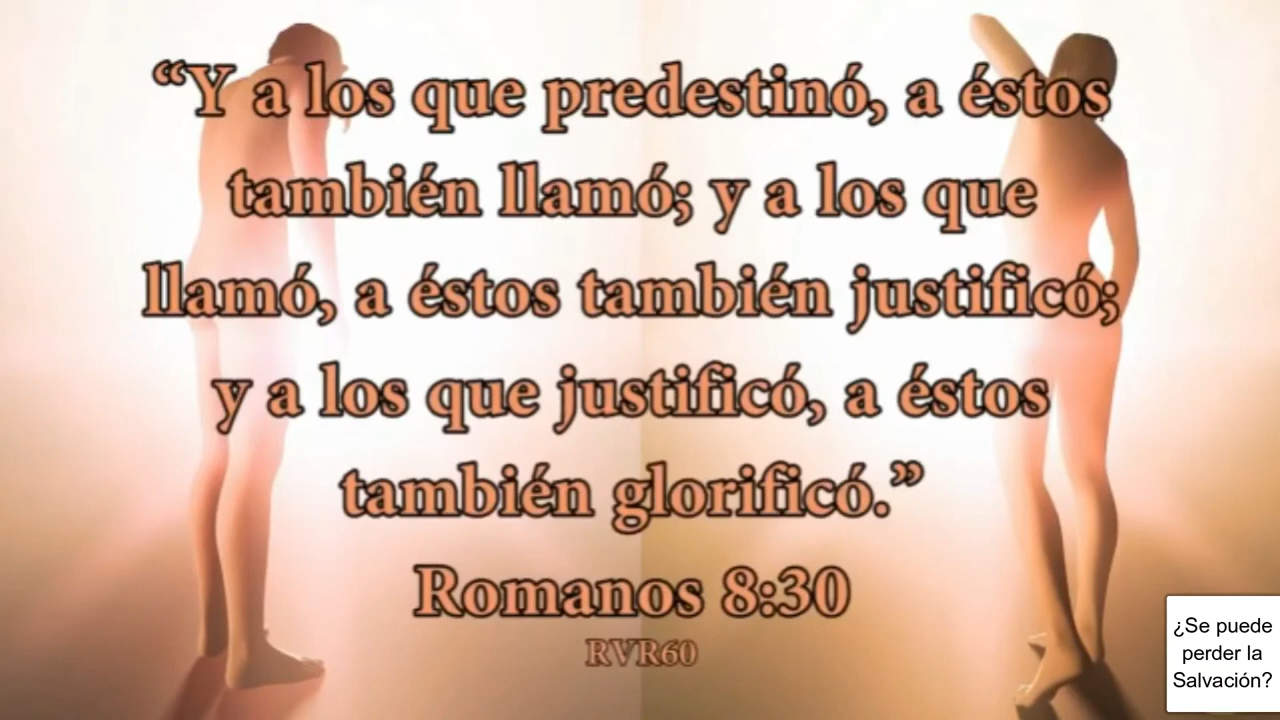 “Y a los que predestinó, a éstos
también llamó; y a los que
llamó, a éstos también justificó;
y a los que justificó, a éstos
también glorificó.”
Romanos 8:30
RVR60
¿Se puede
perder la
Salvación?